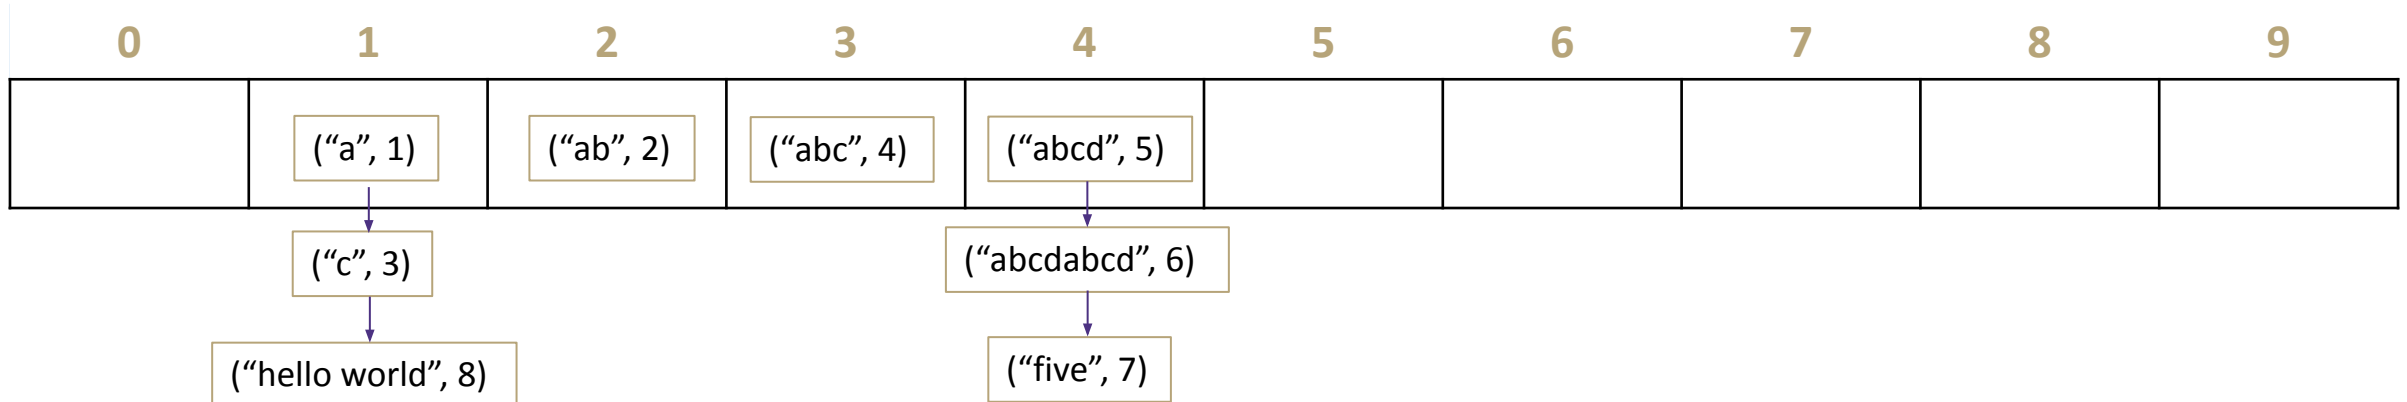 0 1 2 3 4 5 6 7 8 9
(“a”, 1) (“ab”, 2) (“abc”, 4) (“abcd”, 5)
(“c”, 3) (“abcdabcd”, 6)
(“hello world”, 8) (“five”, 7)